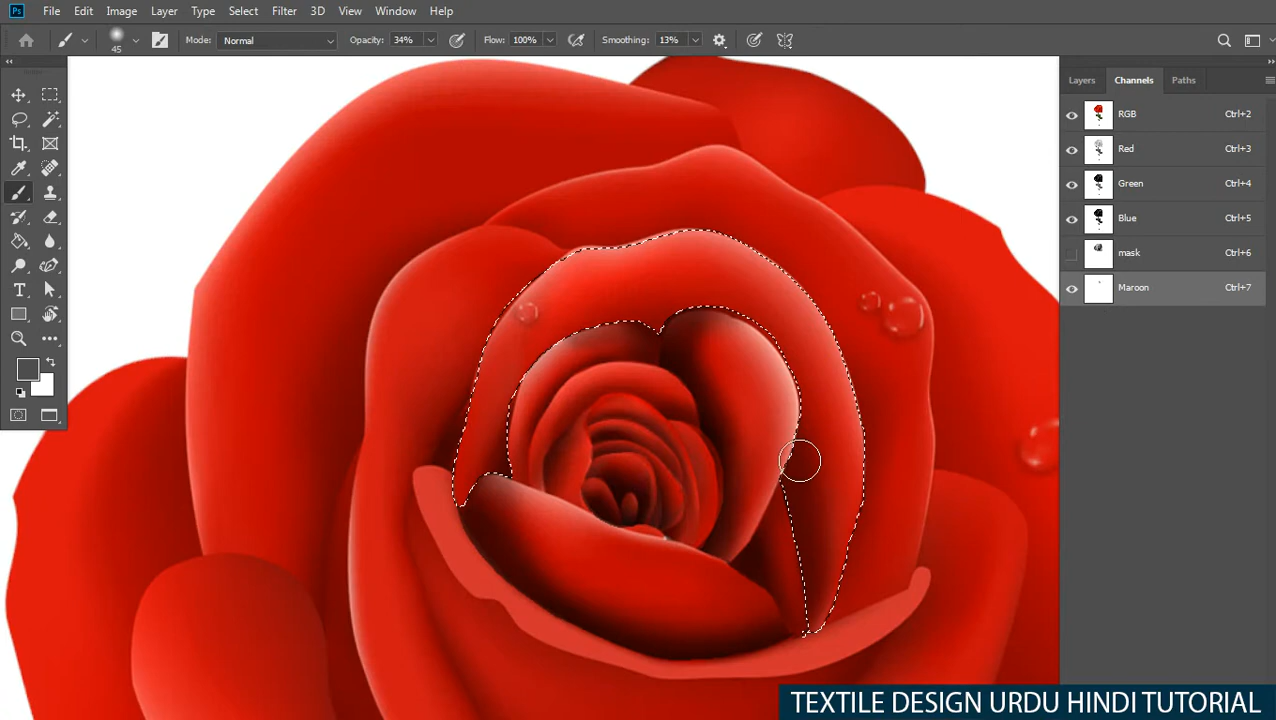 Ps File Edit Image Layer Type Select Filter 3D View Window Help
45 Mode: Normal Opacity: 34% Flow: 100% Smoothing: 13%
Layers Channels Paths
RGB Ctrl+2
Red Ctrl+3
Green Ctrl+4
Blue Ctrl+5
mask Ctrl+6
Maroon Ctrl+7
TEXTILE DESIGN URDU HINDI TUTORIAL